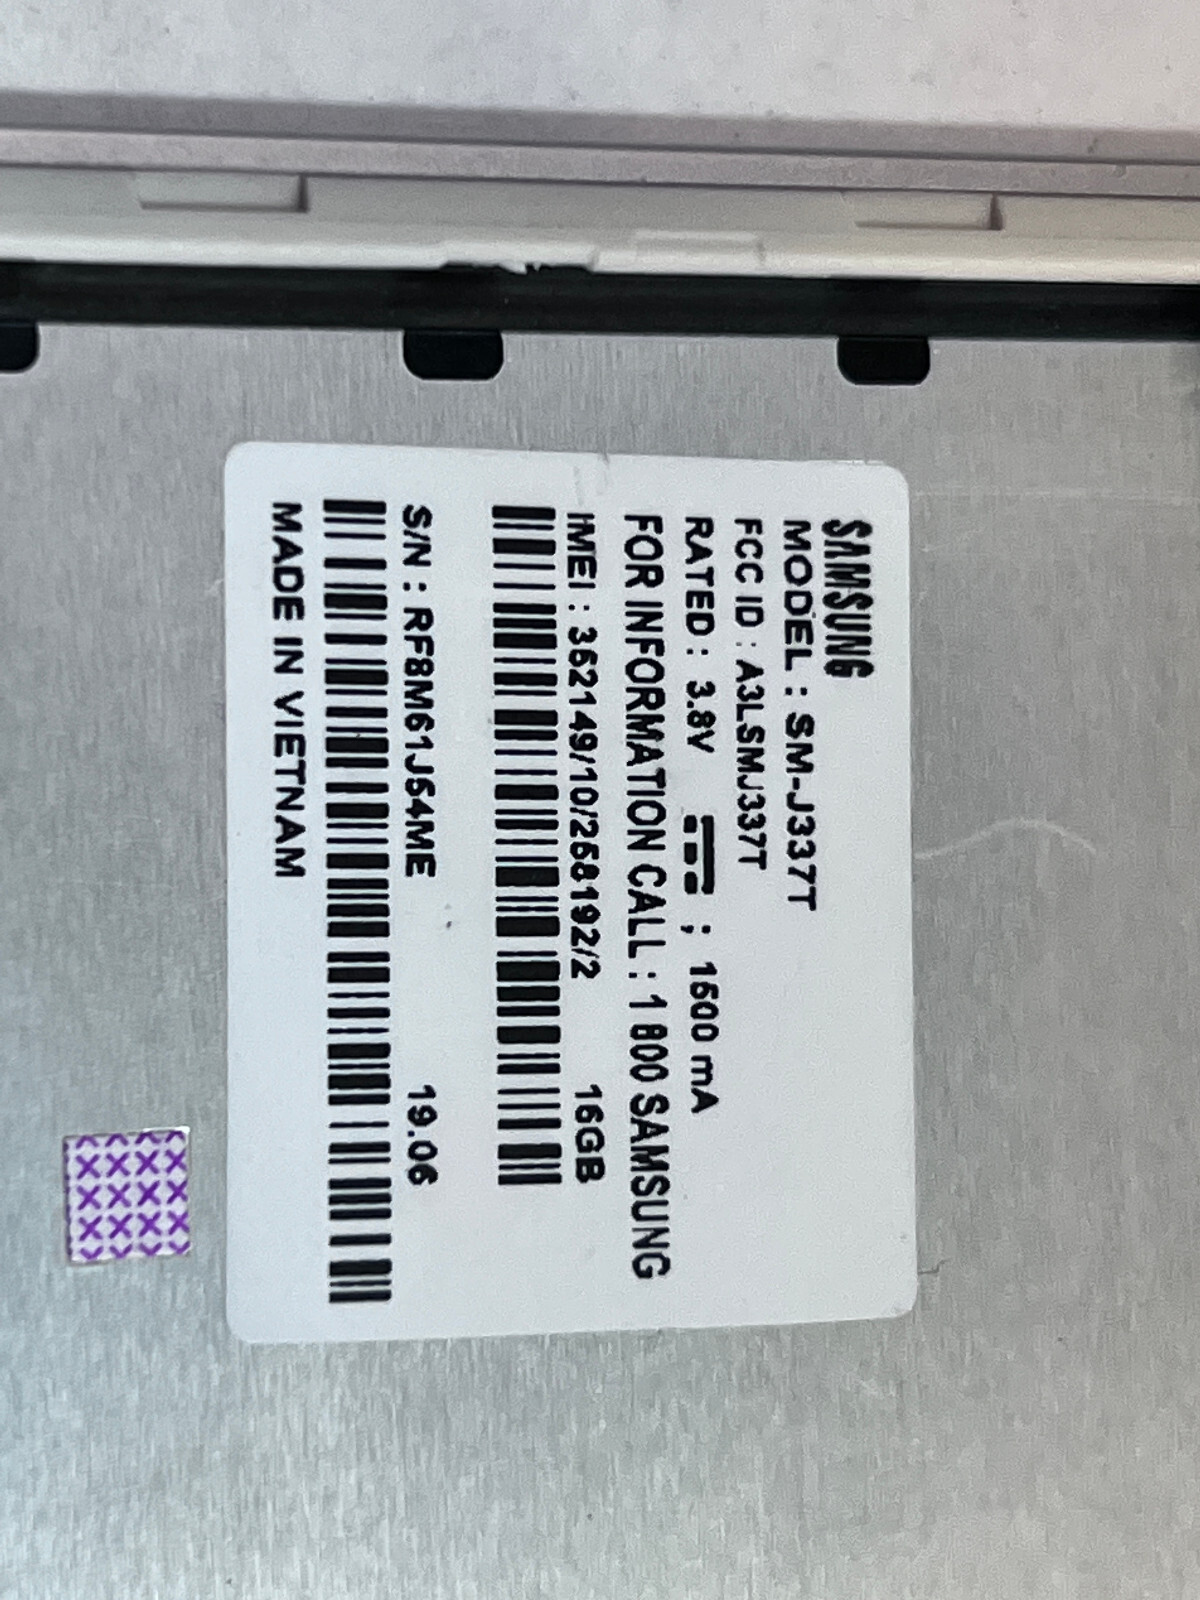 SAMSUNG
MODEL : SM-J337T
FCC ID : A3LSMJ337T
RATED : 3.8V ⎓ ; 1500 mA
FOR INFORMATION CALL : 1 800 SAMSUNG
IMEI : 352149/10/258192/2 16GB
S/N : RF8M61J54ME 19.06
MADE IN VIETNAM